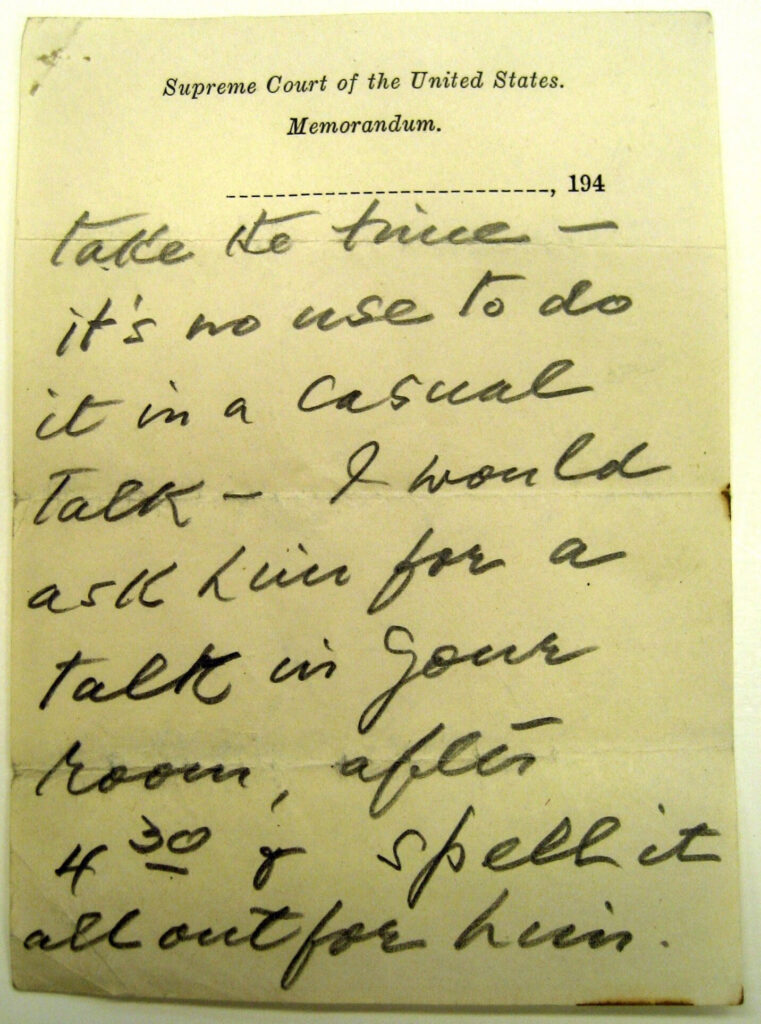 Supreme Court of the United States.
Memorandum.
, 194
take the time —
it's no use to do
it in a casual
talk — I would
ask him for a
talk in your
room, after
4 30 & spell it
all out for him.